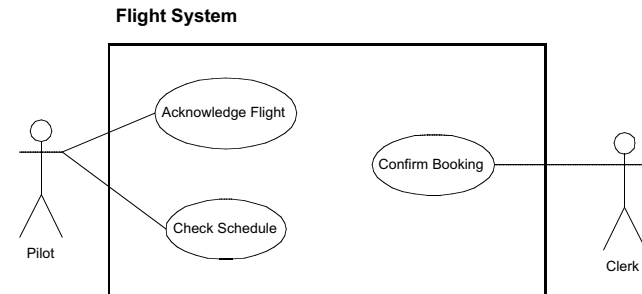 Flight System
Acknowledge Flight
Confirm Booking
Check Schedule
Pilot
Clerk